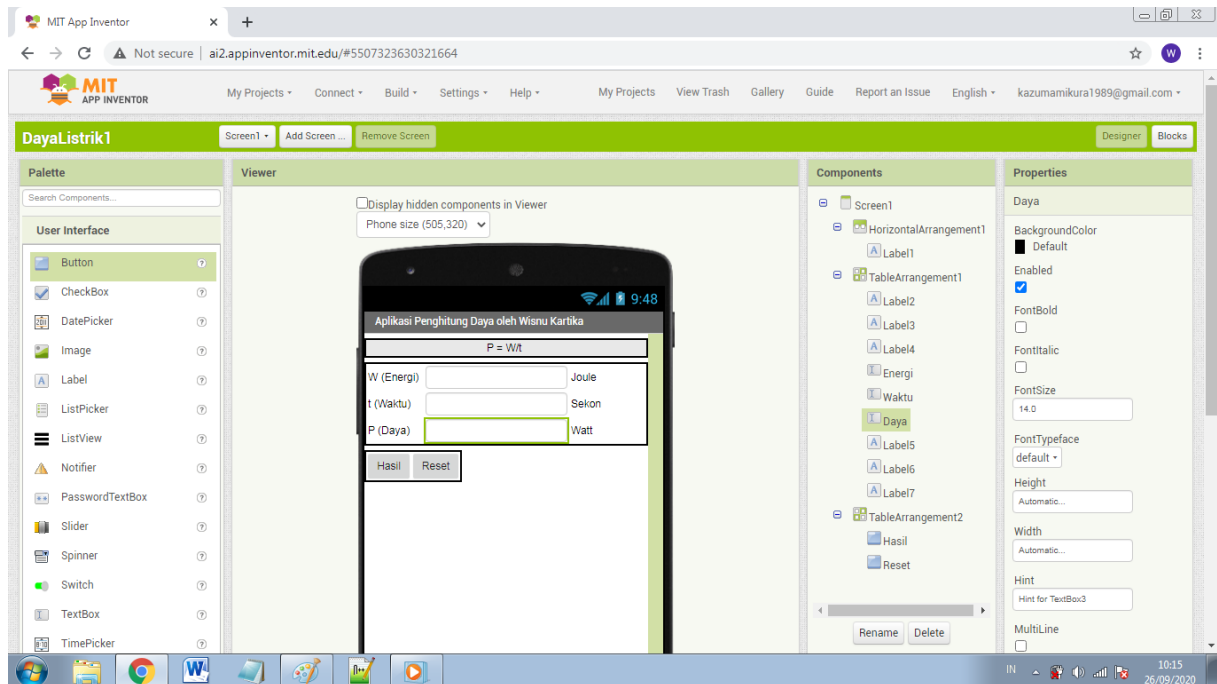 MIT App Inventor
Not secure | ai2.appinventor.mit.edu/#5507323630321664
W
MIT
APP INVENTOR
My Projects Connect Build Settings Help My Projects View Trash Gallery Guide Report an Issue English kazumamikura1989@gmail.com
DayaListrik1 Screen1 Add Screen ... Remove Screen Designer Blocks
Palette
Search Components...
User Interface
Button
CheckBox
DatePicker
Image
Label
ListPicker
ListView
Notifier
PasswordTextBox
Slider
Spinner
Switch
TextBox
TimePicker
Viewer
Display hidden components in Viewer
Phone size (505,320)
9:48
Aplikasi Penghitung Daya oleh Wisnu Kartika
P = W/t
W (Energi) Joule
t (Waktu) Sekon
P (Daya) Watt
Hasil Reset
Components
Screen1
HorizontalArrangement1
Label1
TableArrangement1
Label2
Label3
Label4
Energi
Waktu
Daya
Label5
Label6
Label7
TableArrangement2
Hasil
Reset
Rename Delete
Properties
Daya
BackgroundColor
Default
Enabled
FontBold
FontItalic
FontSize
14.0
FontTypeface
default
Height
Automatic...
Width
Automatic...
Hint
Hint for TextBox3
MultiLine
IN
10:15
26/09/2020